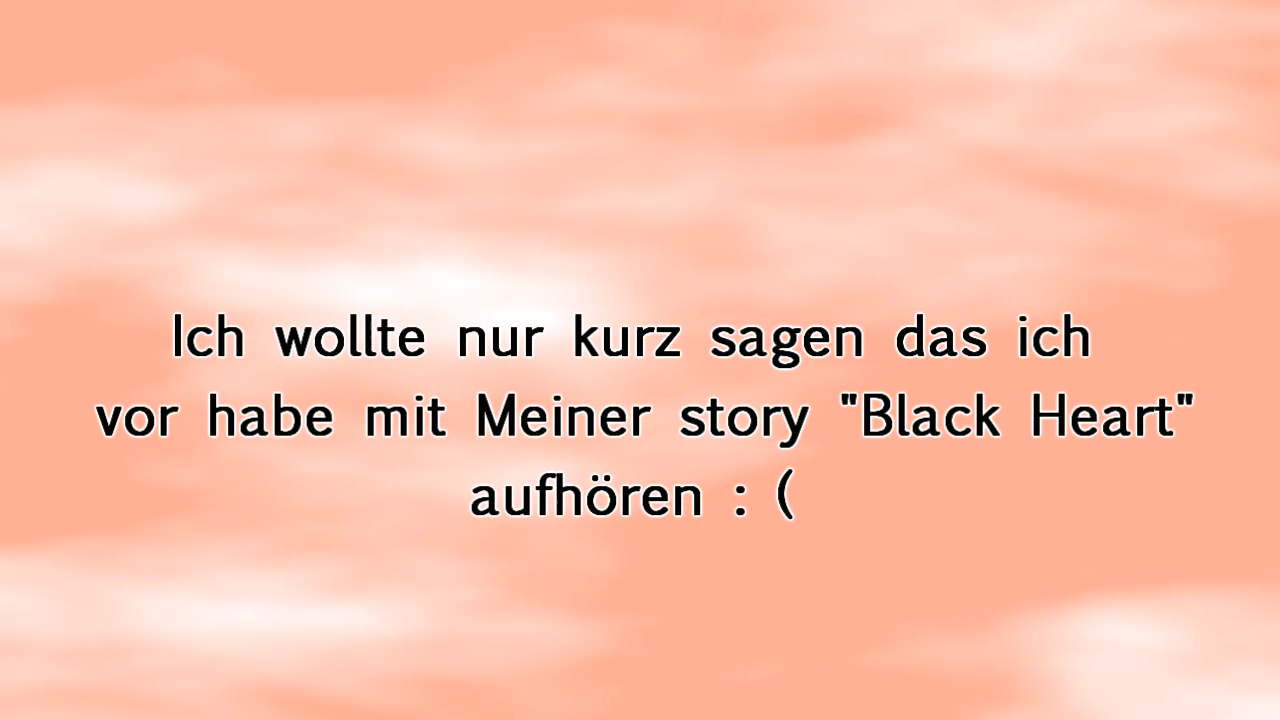 Ich wollte nur kurz sagen das ich
vor habe mit Meiner story "Black Heart"
aufhören : (